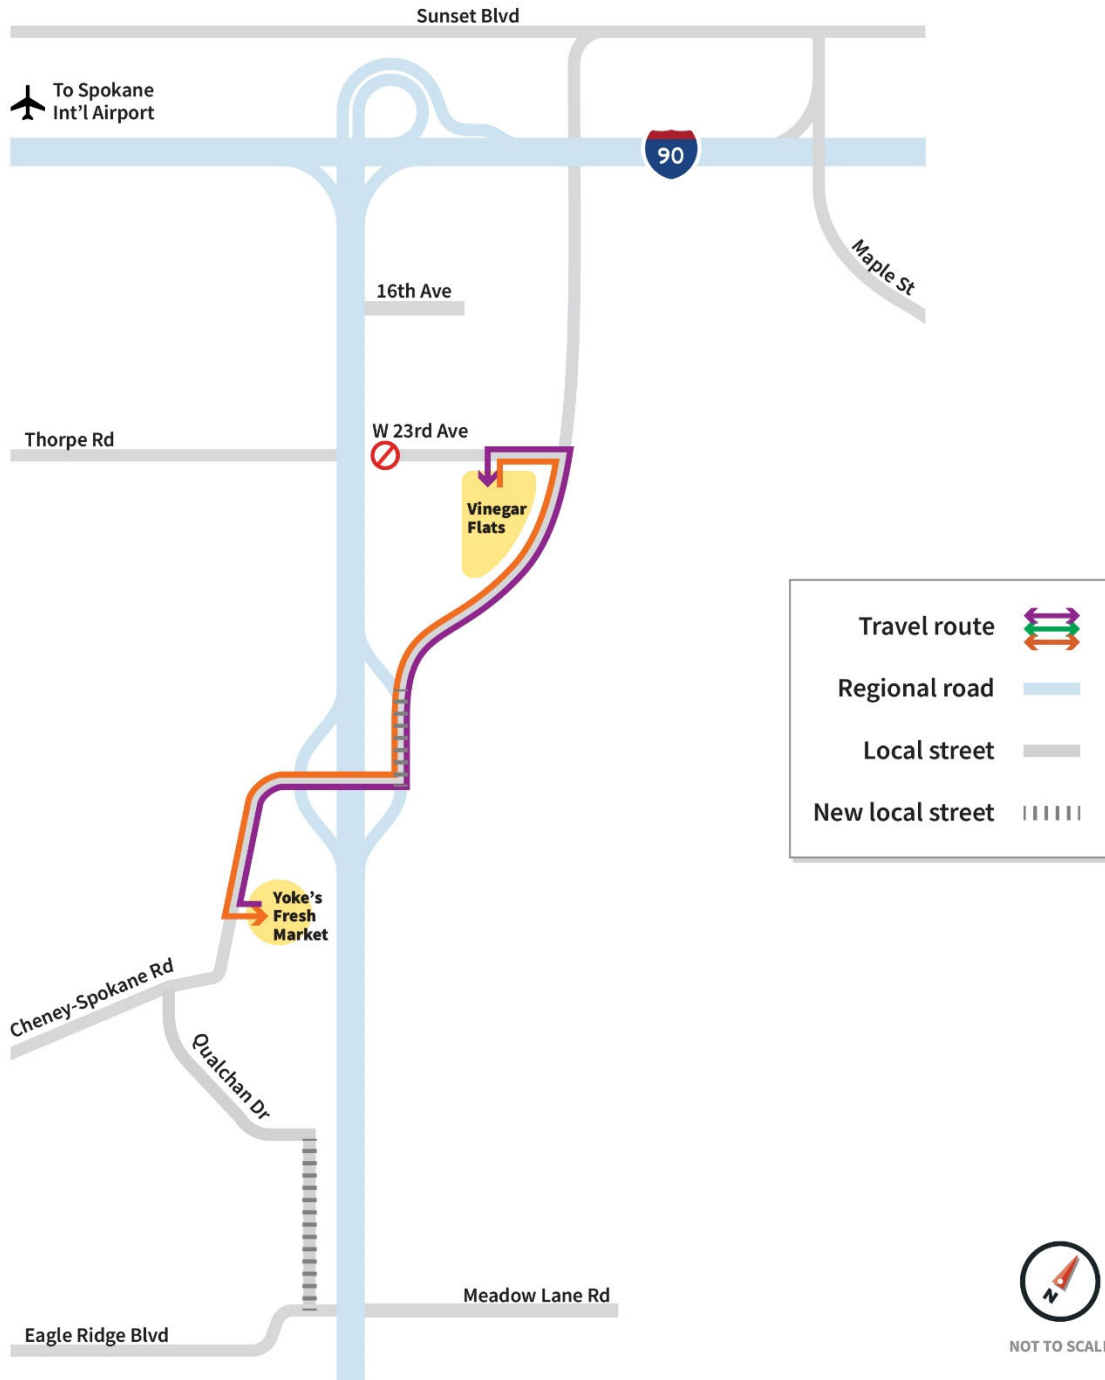 Sunset Blvd
To Spokane
Int'l Airport
90
Maple St
16th Ave
W 23rd Ave
Thorpe Rd
Vinegar
Flats
Travel route
Regional road
Local street
New local street
Yoke's
Fresh
Market
Cheney-Spokane Rd
Qualchan Dr
Meadow Lane Rd
Eagle Ridge Blvd
N
NOT TO SCALE